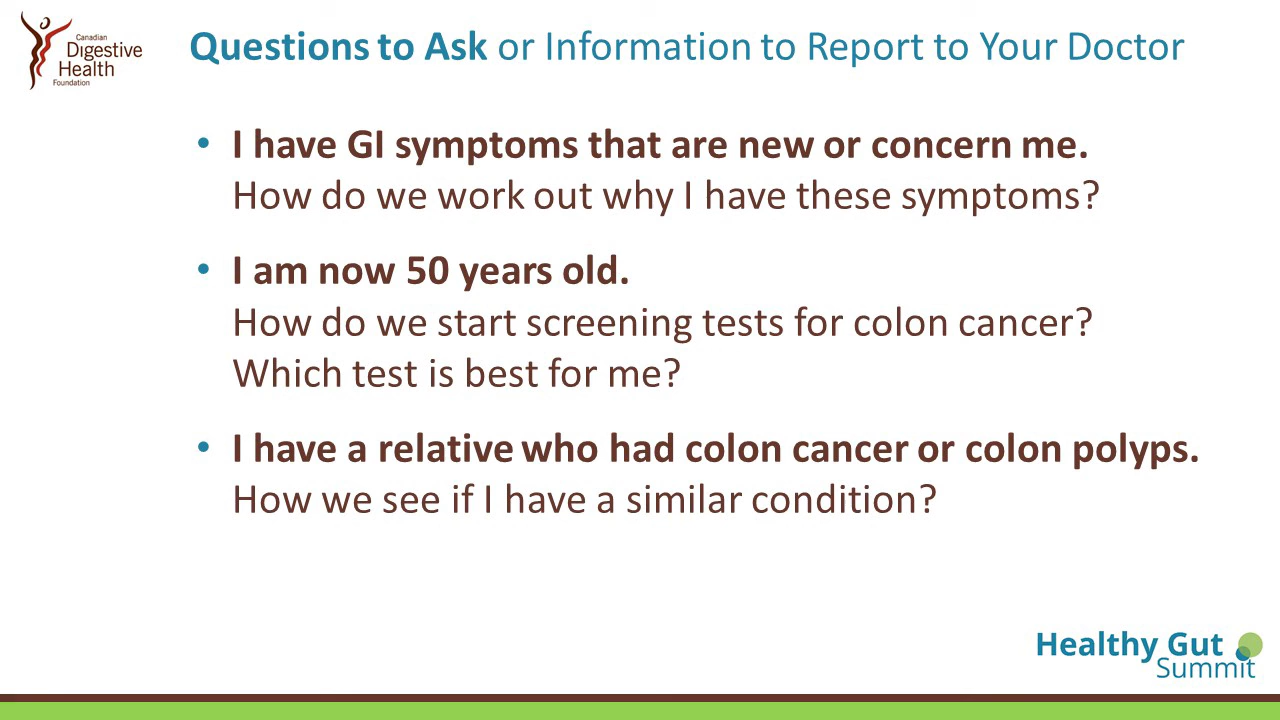 Canadian
Digestive
Health
Foundation
Questions to Ask or Information to Report to Your Doctor
• I have GI symptoms that are new or concern me.
How do we work out why I have these symptoms?
• I am now 50 years old.
How do we start screening tests for colon cancer?
Which test is best for me?
• I have a relative who had colon cancer or colon polyps.
How we see if I have a similar condition?
Healthy Gut
Summit